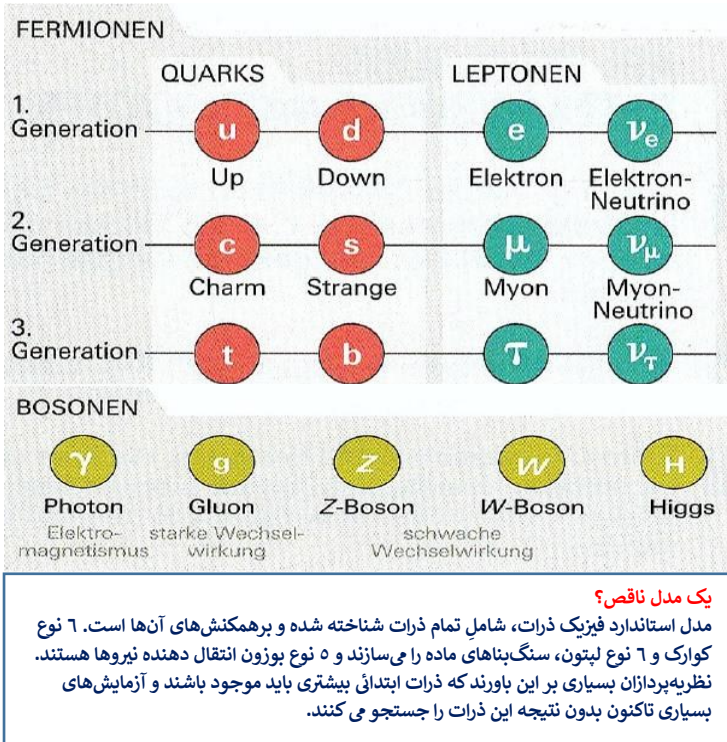 FERMIONEN
QUARKS LEPTONEN
1.
Generation u d e νe
Up Down Elektron Elektron-
Neutrino
2.
Generation c s μ νμ
Charm Strange Myon Myon-
Neutrino
3.
Generation t b τ ντ
BOSONEN
γ g Z W H
Photon Gluon Z-Boson W-Boson Higgs
Elektro- starke Wechsel- schwache
magnetismus wirkung Wechselwirkung
یک مدل ناقص؟
مدل استاندارد فیزیک ذرات، شاملِ تمام ذرات شناخته شده و برهمکنش‌های آن‌ها است. ٦ نوع
کوارک و ٦ نوع لپتون، سنگ‌بناهای ماده را می‌سازند و ٥ نوع بوزون انتقال دهنده نیروها هستند.
نظریه‌پردازان بسیاری بر این باورند که ذرات ابتدائی بیشتری باید موجود باشند و آزمایش‌های
بسیاری تاکنون بدون نتیجه این ذرات را جستجو می کنند.